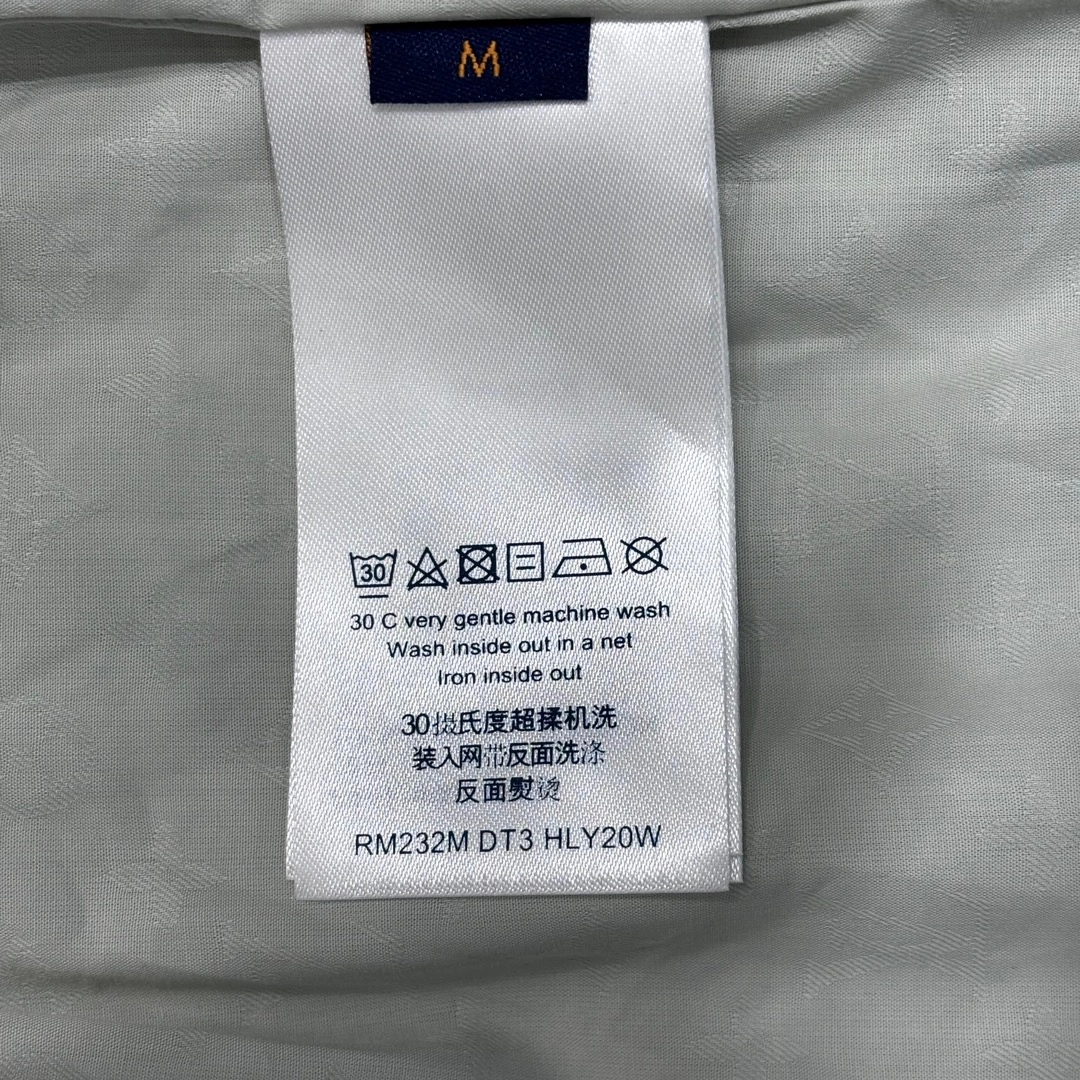 M
30
30 C very gentle machine wash
Wash inside out in a net
Iron inside out
30摄氏度超揉机洗
装入网带反面洗涤
反面熨烫
RM232M DT3 HLY20W